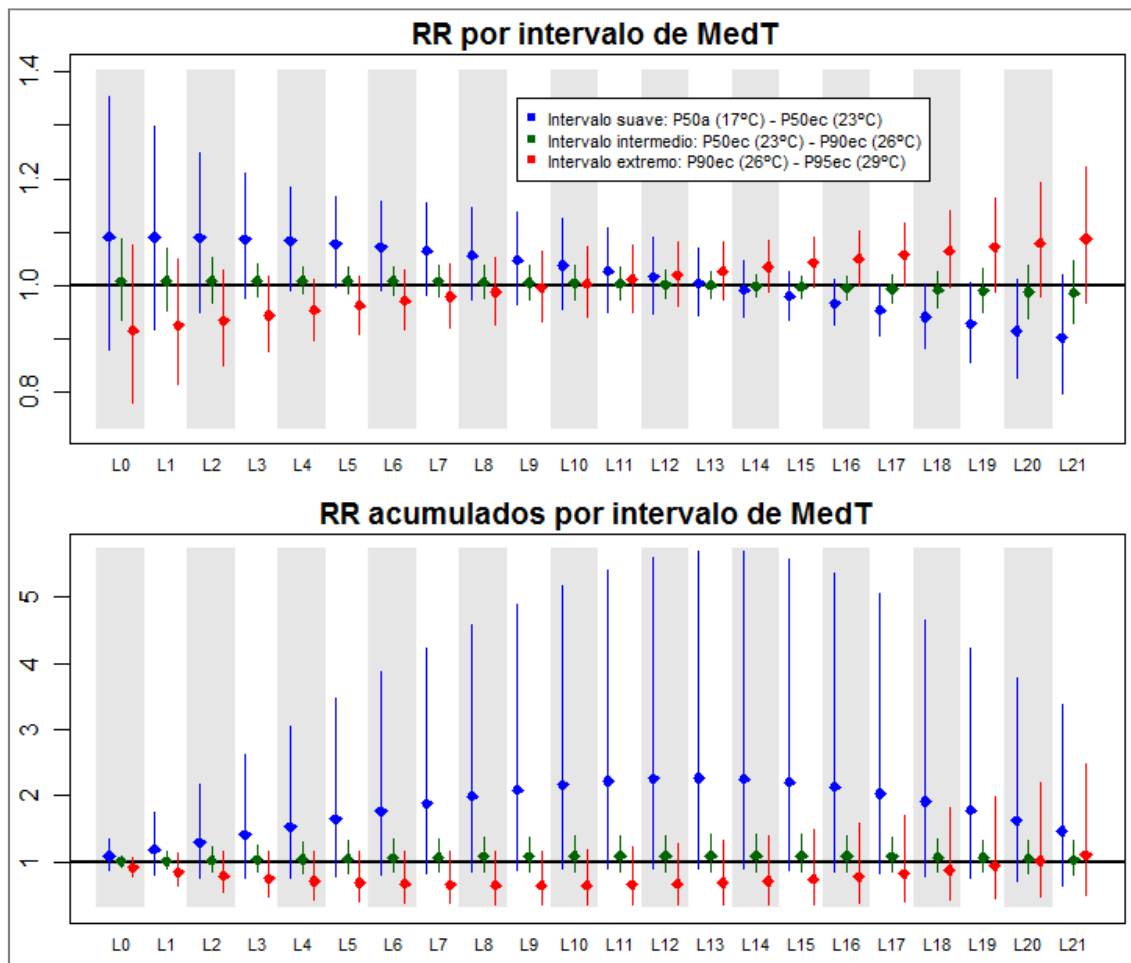 RR por intervalo de MedT
1.4
1.2
1.0
0.8
Intervalo suave: P50a (17ºC) - P50ec (23ºC)
Intervalo intermedio: P50ec (23ºC) - P90ec (26ºC)
Intervalo extremo: P90ec (26ºC) - P95ec (29ºC)
L0 L1 L2 L3 L4 L5 L6 L7 L8 L9 L10 L11 L12 L13 L14 L15 L16 L17 L18 L19 L20 L21
RR acumulados por intervalo de MedT
5
4
3
2
1
L0 L1 L2 L3 L4 L5 L6 L7 L8 L9 L10 L11 L12 L13 L14 L15 L16 L17 L18 L19 L20 L21